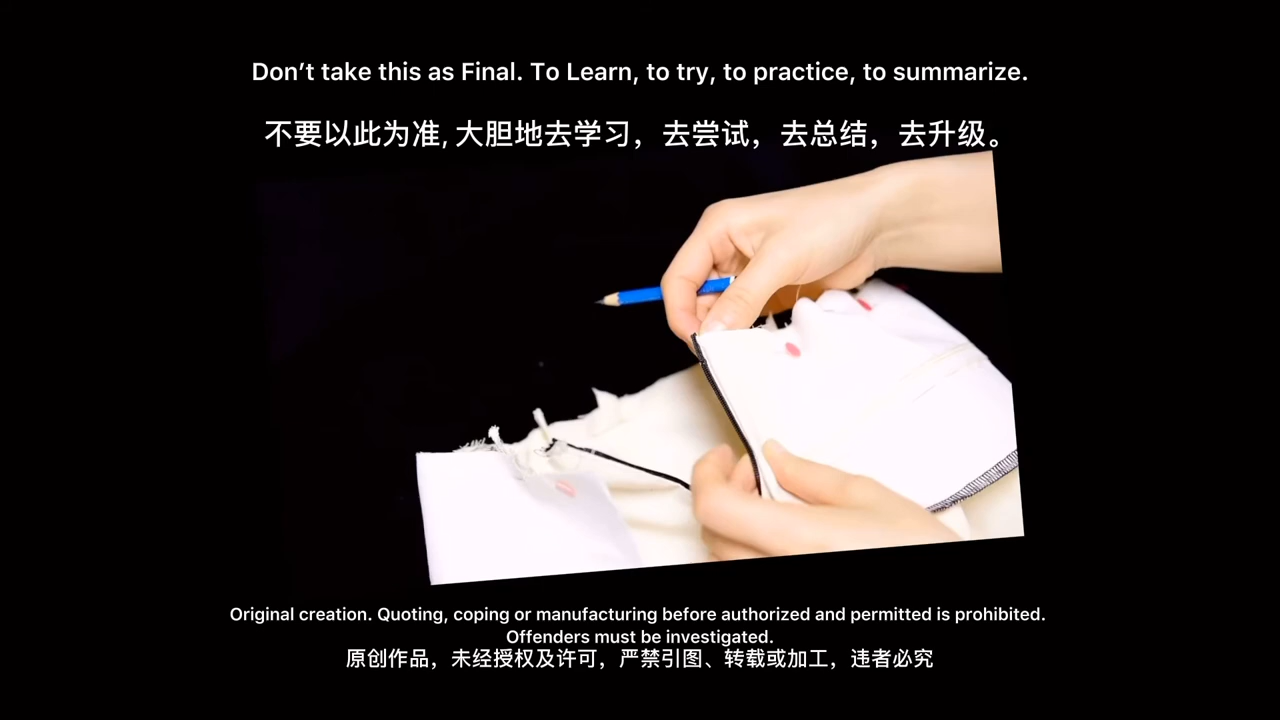 Don't take this as Final. To Learn, to try, to practice, to summarize.
不要以此为准, 大胆地去学习，去尝试，去总结，去升级。
Original creation. Quoting, coping or manufacturing before authorized and permitted is prohibited.
Offenders must be investigated.
原创作品，未经授权及许可，严禁引图、转载或加工，违者必究